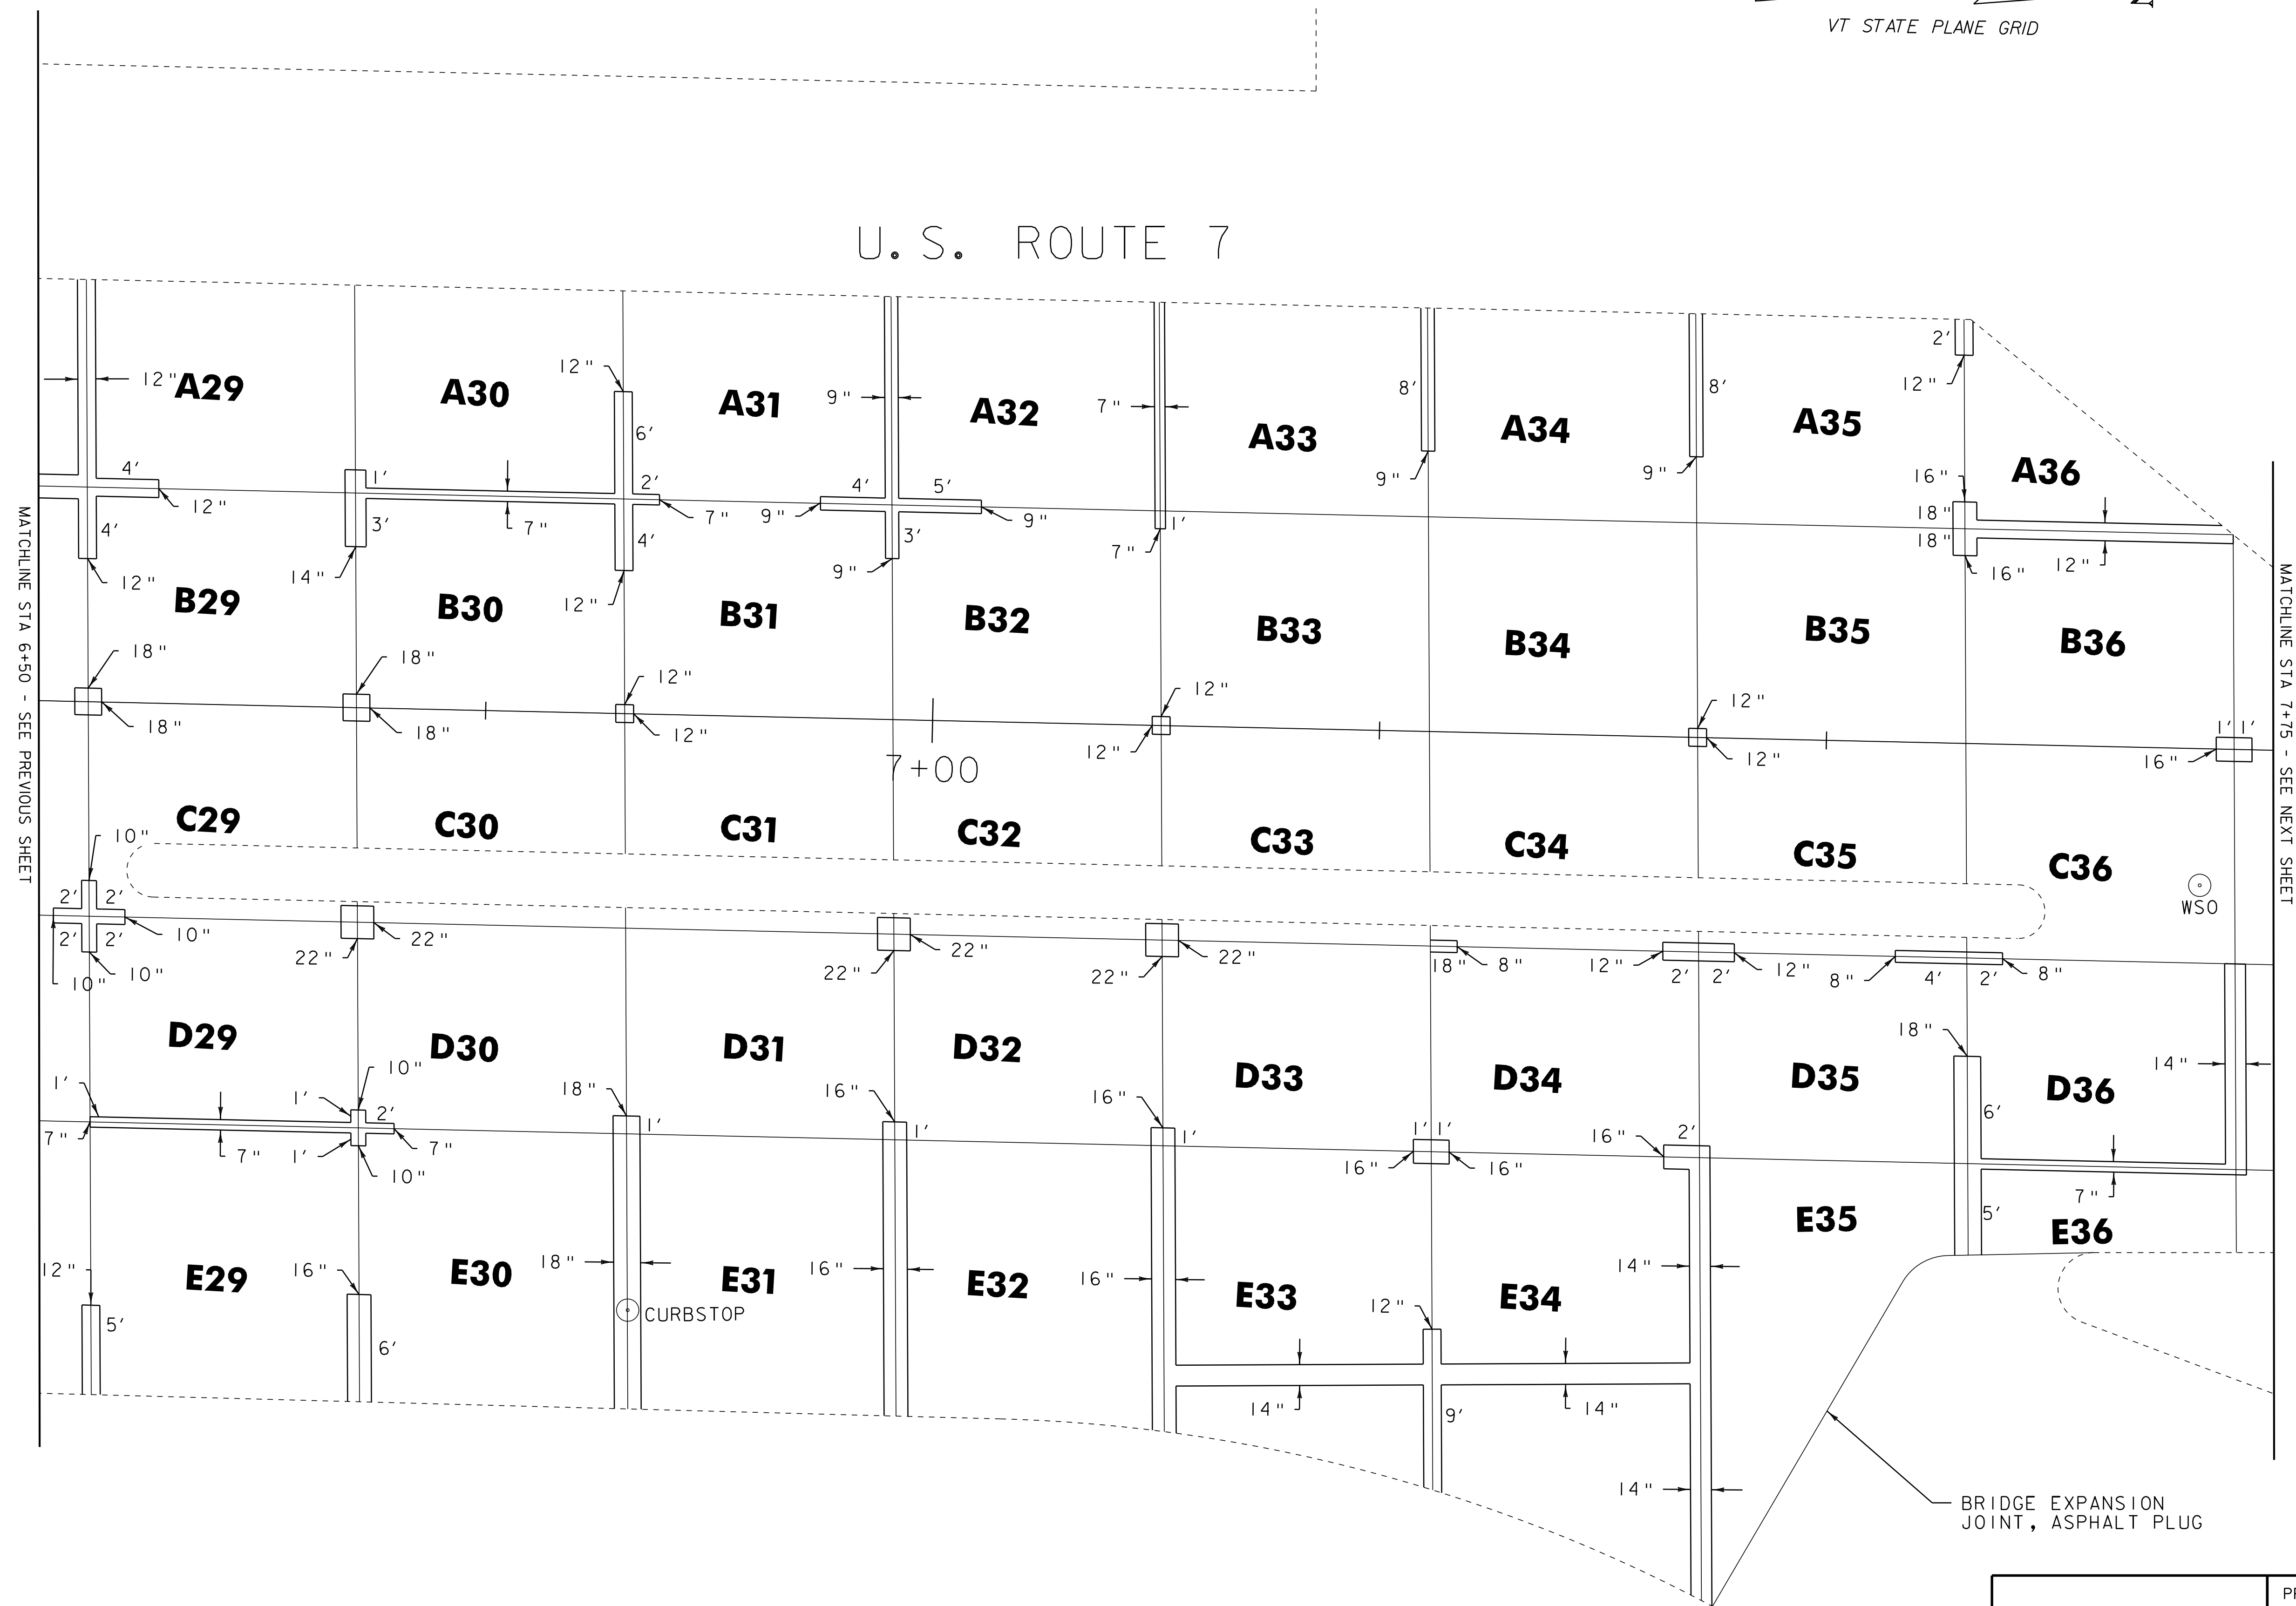 VT STATE PLANE GRID
U.S. ROUTE 7
MATCHLINE STA 6+50 - SEE PREVIOUS SHEET
MATCHLINE STA 7+75 - SEE NEXT SHEET
2'
12" A29 A30 12" A31 9" A32 7" A33 8' A34 8' A35 12" A36
6' 9" 9" 16"
4' 12" 1' 7" 2' 7" 4' 5' 9" 9" 1' 7" 18" 18"
4' 12" 3' 14" 4' 12" 3' 9" 16" 12"
B29 B30 B31 B32 B33 B34 B35 B36
18" 18" 12" 12" 12" 1' 1'
18" 18" 12" 12" 12" 16"
7+00
C29 C30 C31 C32 C33 C34 C35 C36
10" WSO
2' 2' 10"
2' 2' 10" 22" 22" 22" 22" 22" 22" 18" 8" 12" 2' 2' 12" 8" 4' 2' 8"
10"
D29 D30 D31 D32 D33 D34 D35 D36
18" 14"
1' 1' 10" 2' 18" 1' 16" 1' 16" 1' 1' 1' 16" 2' 6'
7" 7" 1' 10" 7" 16" 16" 7"
E29 E30 E31 E32 E33 E34 E35 E36
5'
12" 16" 18" 16" 16" 12" 14"
5' 6' CURBSTOP
14" 9' 14"
14"
BRIDGE EXPANSION
JOINT, ASPHALT PLUG